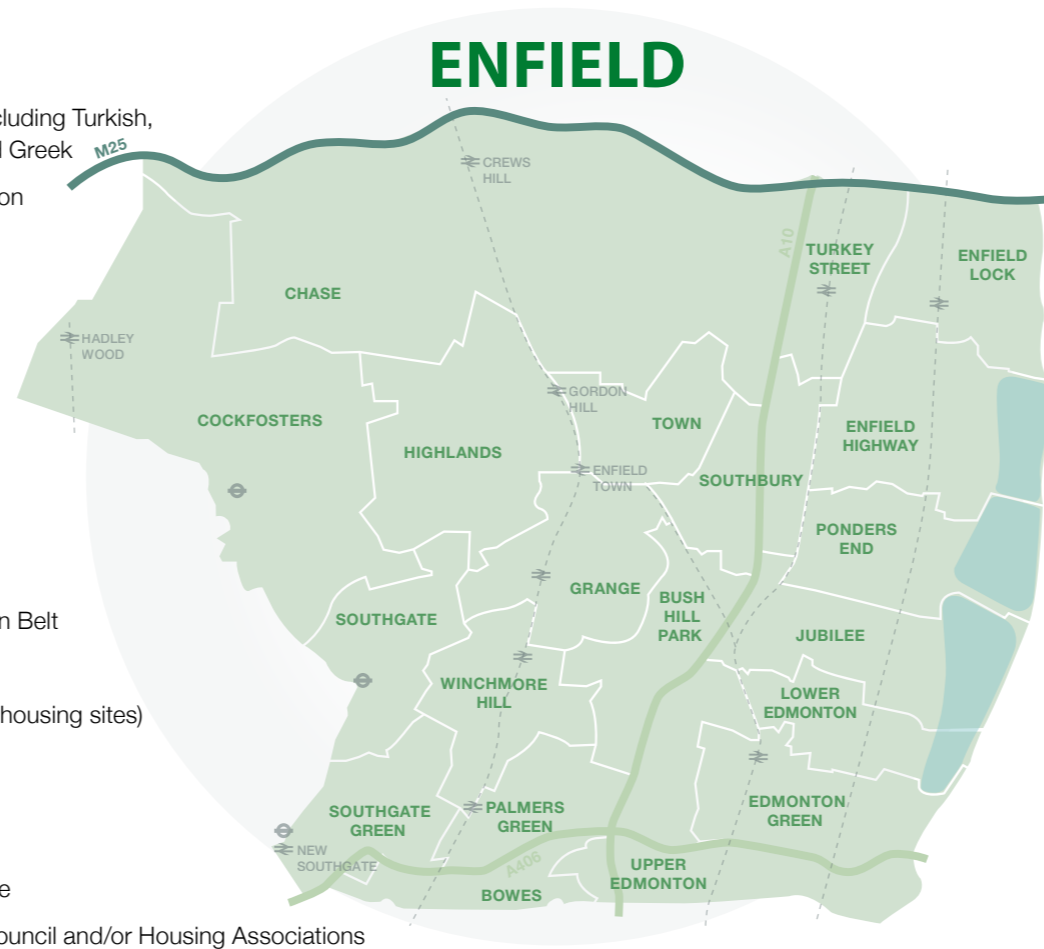 ENFIELD
cluding Turkish,
Greek
M25
on
CREWS
HILL
A10
TURKEY
STREET
ENFIELD
LOCK
CHASE
HADLEY
WOOD
GORDON
HILL
COCKFOSTERS
TOWN
ENFIELD
HIGHWAY
HIGHLANDS
ENFIELD
TOWN
SOUTHBURY
PONDERS
END
GRANGE
BUSH
HILL
PARK
n Belt
SOUTHGATE
JUBILEE
WINCHMORE
HILL
LOWER
EDMONTON
housing sites)
SOUTHGATE
GREEN
PALMERS
GREEN
EDMONTON
GREEN
NEW
SOUTHGATE
A406
UPPER
EDMONTON
e
BOWES
ouncil and/or Housing Associations